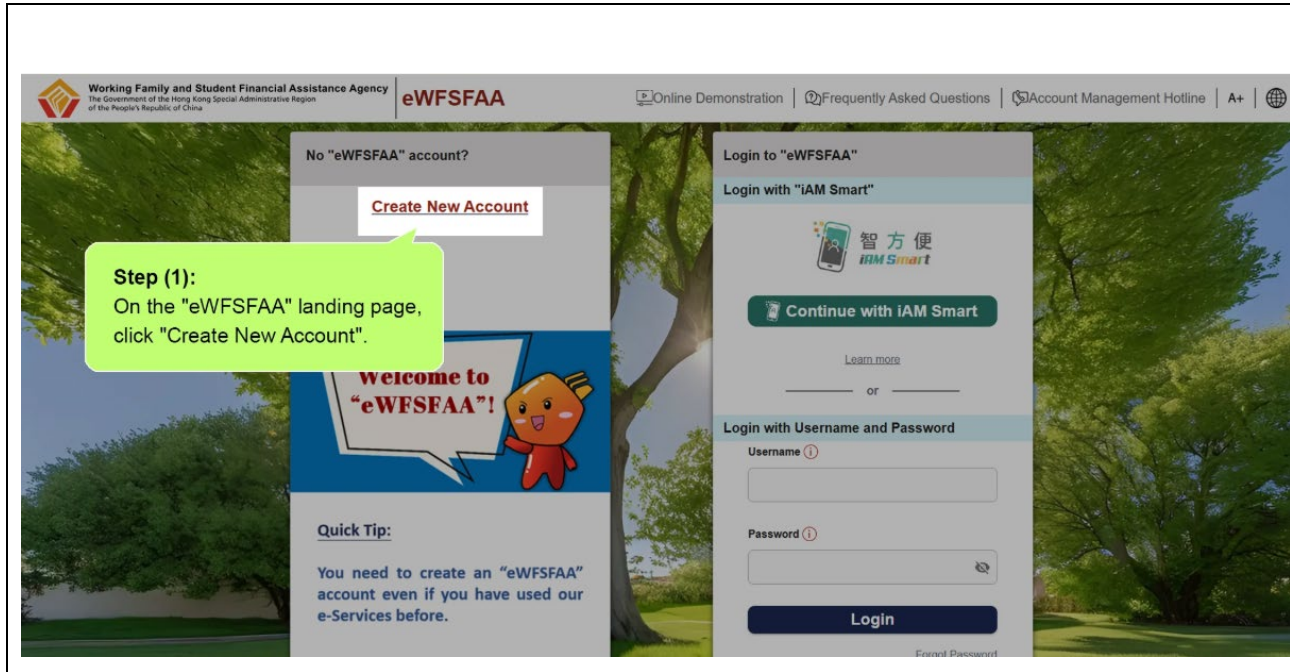 Working Family and Student Financial Assistance Agency
The Government of the Hong Kong Special Administrative Region
of the People's Republic of China
eWFSFAA
Online Demonstration
Frequently Asked Questions
Account Management Hotline
A+
No "eWFSFAA" account?
Create New Account
Step (1):
On the "eWFSFAA" landing page,
click "Create New Account".
Welcome to
“eWFSFAA”!
Quick Tip:
You need to create an “eWFSFAA”
account even if you have used our
e-Services before.
Login to "eWFSFAA"
Login with "iAM Smart"
智方便
iAM Smart
Continue with iAM Smart
Learn more
or
Login with Username and Password
Username
Password
Login
Forgot Password